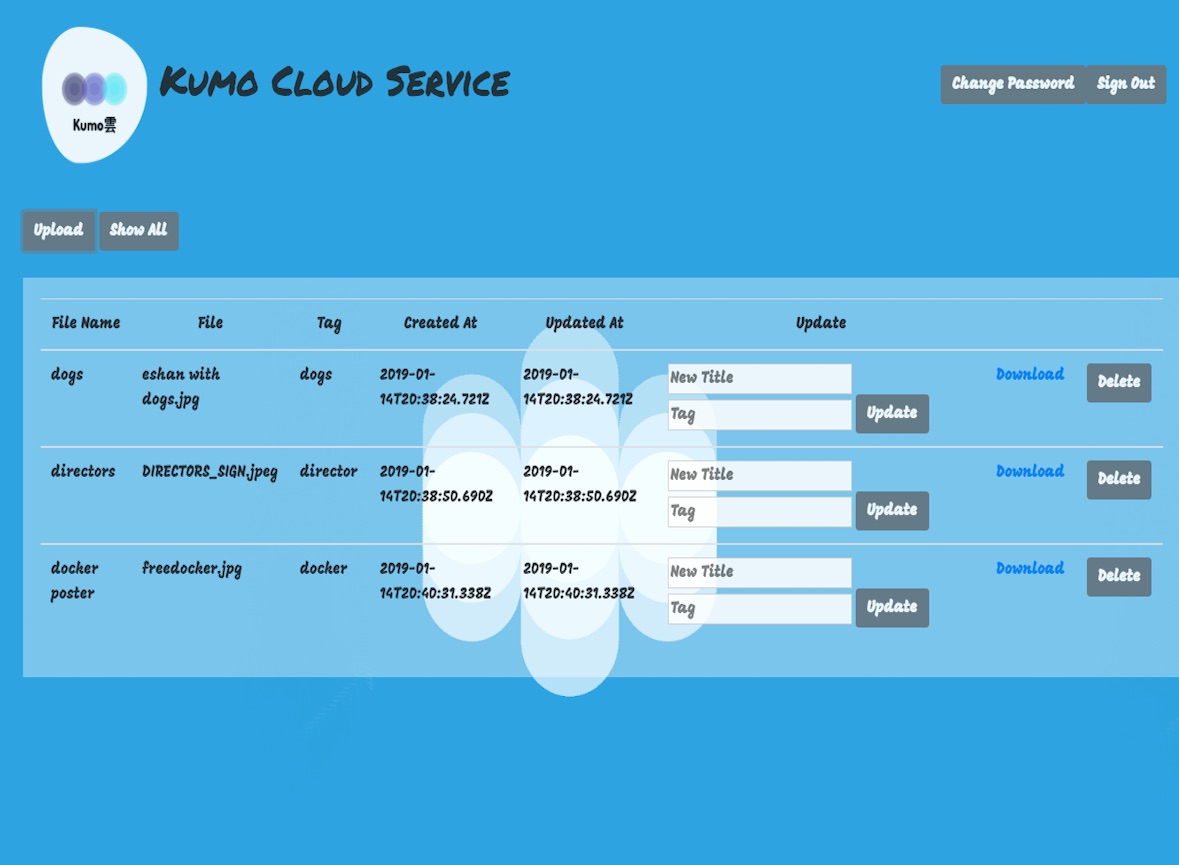 Kumo Cloud Service
Change Password
Sign Out
Kumo雲
Upload
Show All
File Name File Tag Created At Updated At Update
dogs eshan with dogs 2019-01- 2019-01- New Title Download Delete
dogs.jpg 14T20:38:24.721Z 14T20:38:24.721Z Tag Update
directors DIRECTORS_SIGN.jpeg director 2019-01- 2019-01- New Title Download Delete
14T20:38:50.690Z 14T20:38:50.690Z Tag Update
docker freedocker.jpg docker 2019-01- 2019-01- New Title Download Delete
poster 14T20:40:31.338Z 14T20:40:31.338Z Tag Update